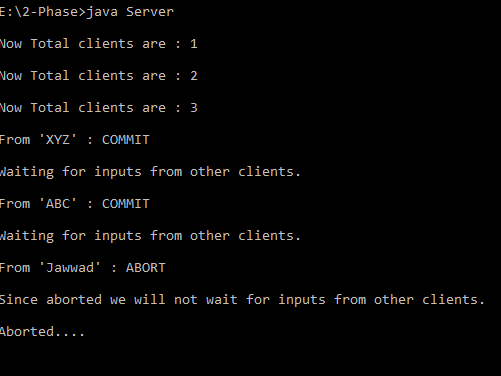 E:\2-Phase>java Server
Now Total clients are : 1
Now Total clients are : 2
Now Total clients are : 3
From 'XYZ' : COMMIT
Waiting for inputs from other clients.
From 'ABC' : COMMIT
Waiting for inputs from other clients.
From 'Jawwad' : ABORT
Since aborted we will not wait for inputs from other clients.
Aborted....